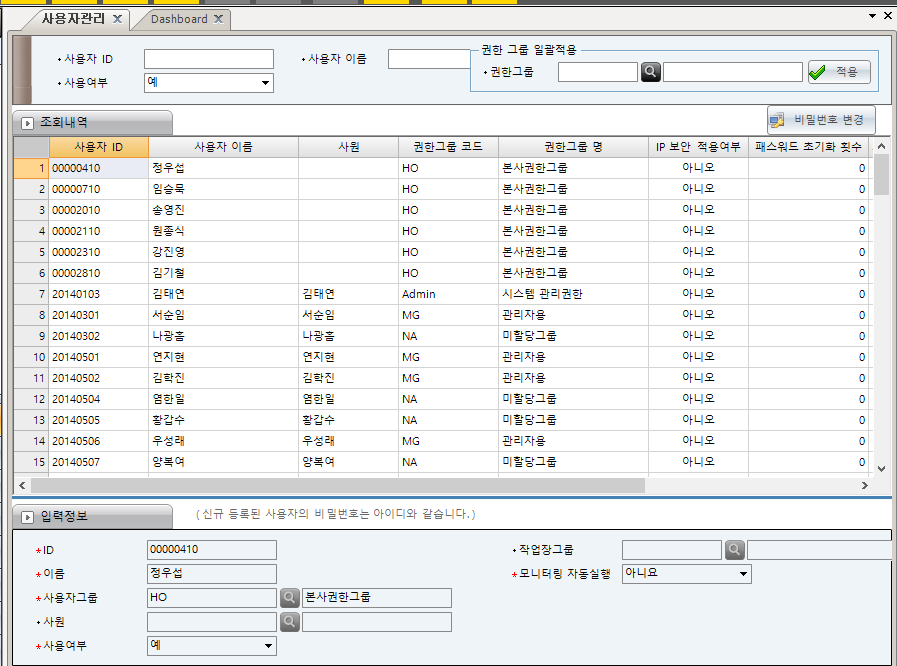 사용자관리 Dashboard
사용자 ID 사용자 이름 권한 그룹 일괄적용
권한그룹 적용
사용여부 예
조회내역 비밀번호 변경
사용자 ID 사용자 이름 사원 권한그룹 코드 권한그룹 명 IP 보안 적용여부 패스워드 초기화 횟수
1 00000410 정우섭 HO 본사권한그룹 아니오 0
2 00000710 임승묵 HO 본사권한그룹 아니오 0
3 00002010 송영진 HO 본사권한그룹 아니오 0
4 00002110 원종식 HO 본사권한그룹 아니오 0
5 00002310 강진영 HO 본사권한그룹 아니오 0
6 00002810 김기철 HO 본사권한그룹 아니오 0
7 20140103 김태연 김태연 Admin 시스템 관리권한 아니오 0
8 20140301 서순임 서순임 MG 관리자용 아니오 0
9 20140302 나광흠 나광흠 NA 미할당그룹 아니오 0
10 20140501 연지현 연지현 MG 관리자용 아니오 0
11 20140502 김학진 김학진 MG 관리자용 아니오 0
12 20140504 염한일 염한일 NA 미할당그룹 아니오 0
13 20140505 황갑수 황갑수 NA 미할당그룹 아니오 0
14 20140506 우성래 우성래 MG 관리자용 아니오 0
15 20140507 양복여 양복여 NA 미할당그룹 아니오 0
입력정보 (신규 등록된 사용자의 비밀번호는 아이디와 같습니다.)
*ID 00000410 작업장그룹
*이름 정우섭 *모니터링 자동실행 아니요
*사용자그룹 HO 본사권한그룹
사원
*사용여부 예